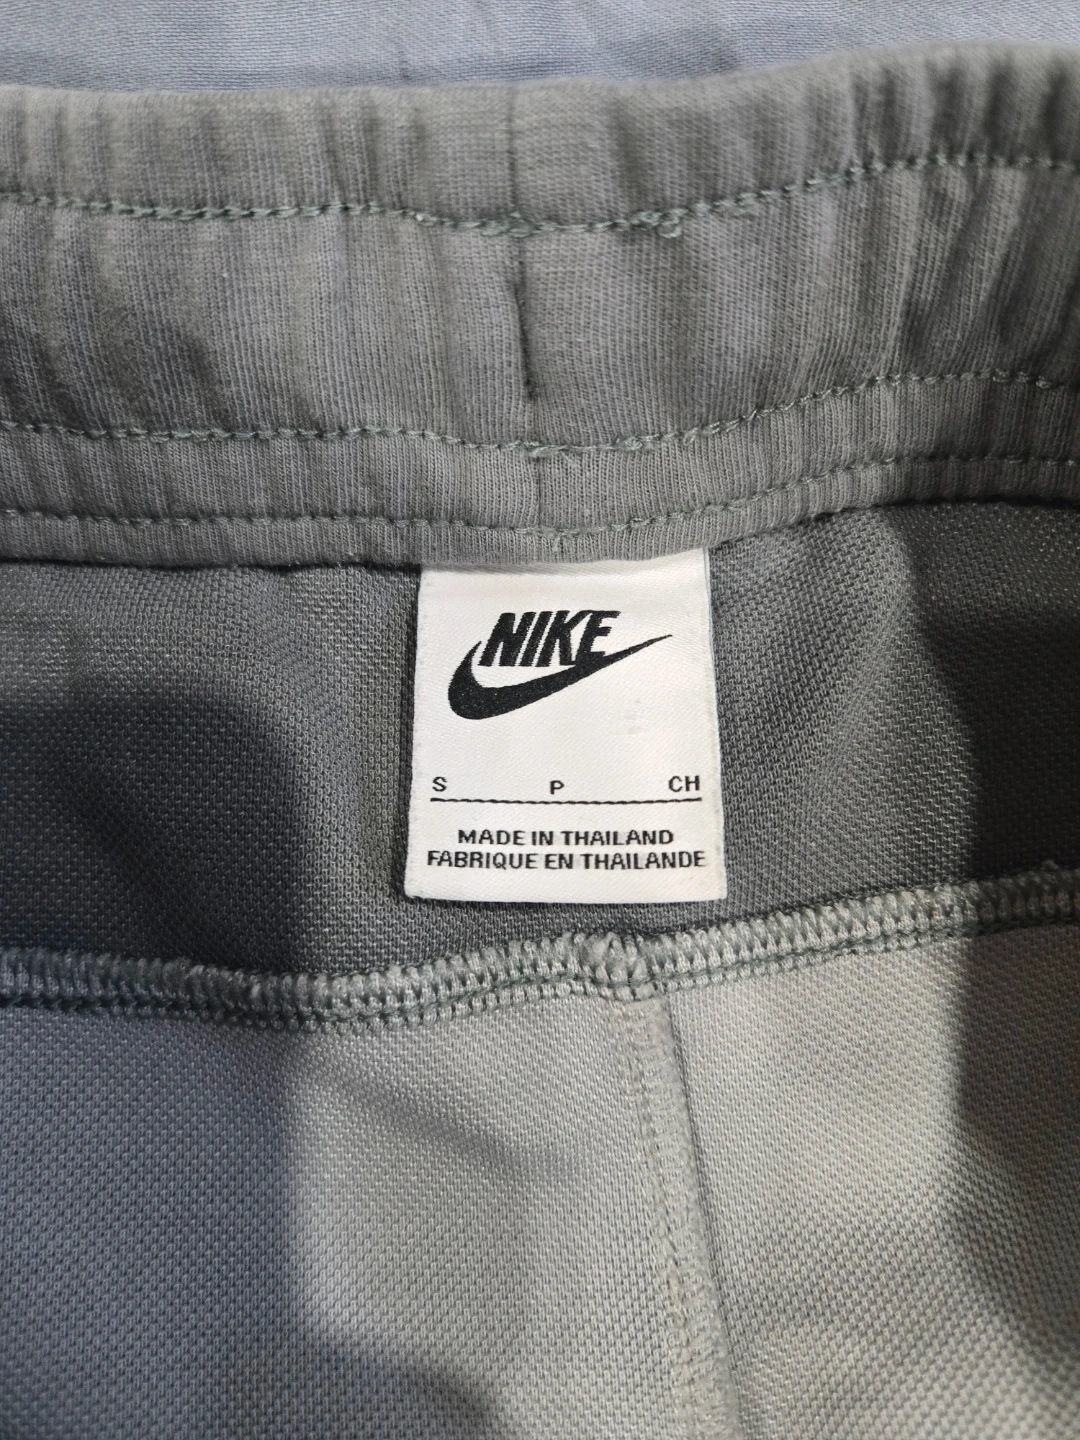 NIKE
S P CH
MADE IN THAILAND
FABRIQUE EN THAILANDE